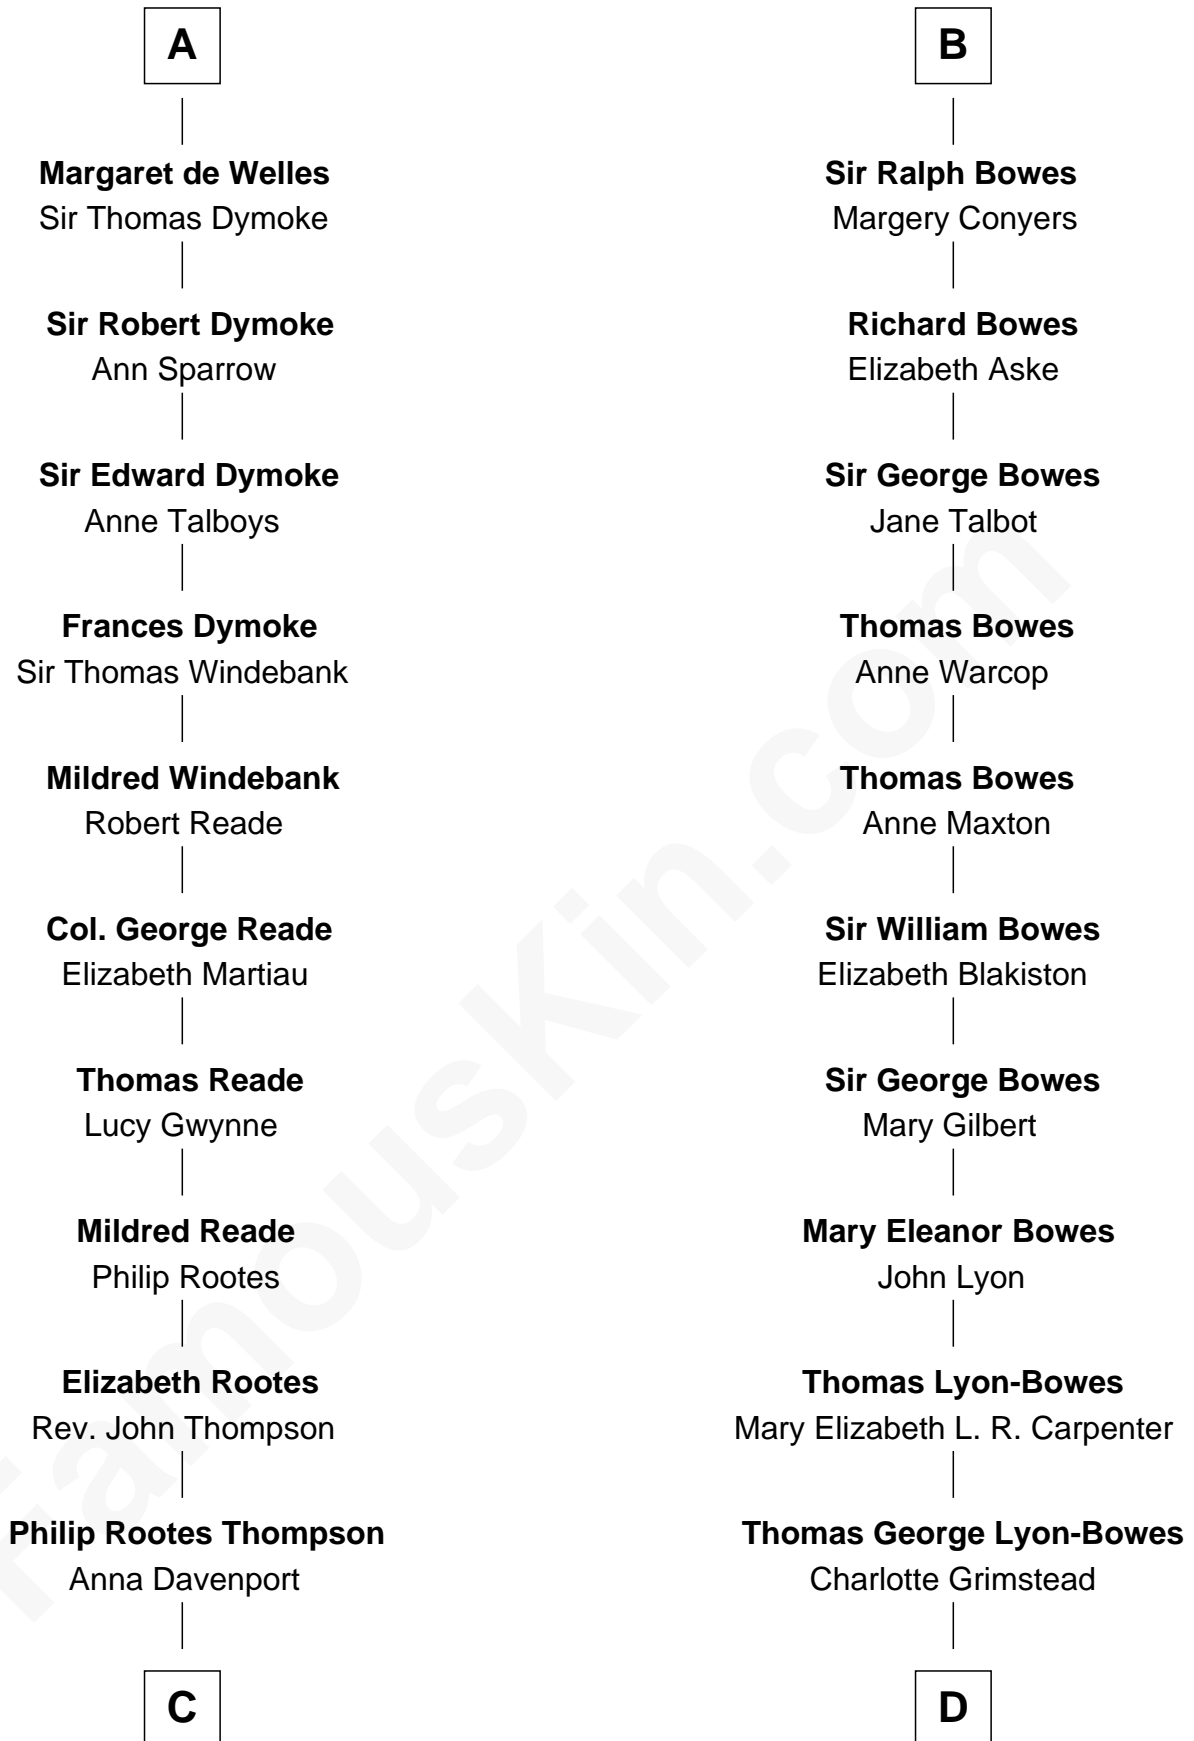 A
Margaret de Welles
Sir Thomas Dymoke
Sir Robert Dymoke
Ann Sparrow
Sir Edward Dymoke
Anne Talboys
Frances Dymoke
Sir Thomas Windebank
Mildred Windebank
Robert Reade
Col. George Reade
Elizabeth Martiau
Thomas Reade
Lucy Gwynne
Mildred Reade
Philip Rootes
Elizabeth Rootes
Rev. John Thompson
Philip Rootes Thompson
Anna Davenport
C
B
Sir Ralph Bowes
Margery Conyers
Richard Bowes
Elizabeth Aske
Sir George Bowes
Jane Talbot
Thomas Bowes
Anne Warcop
Thomas Bowes
Anne Maxton
Sir William Bowes
Elizabeth Blakiston
Sir George Bowes
Mary Gilbert
Mary Eleanor Bowes
John Lyon
Thomas Lyon-Bowes
Mary Elizabeth L. R. Carpenter
Thomas George Lyon-Bowes
Charlotte Grimstead
D
FamousKin.com